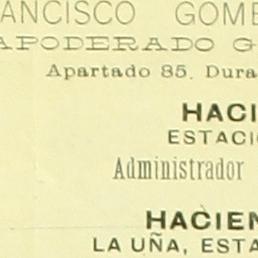 ANCISCO GOME
APODERADO G
Apartado 85. Dura
HACI
ESTACI
Administrador
HACIEN
LA UÑA, ESTA